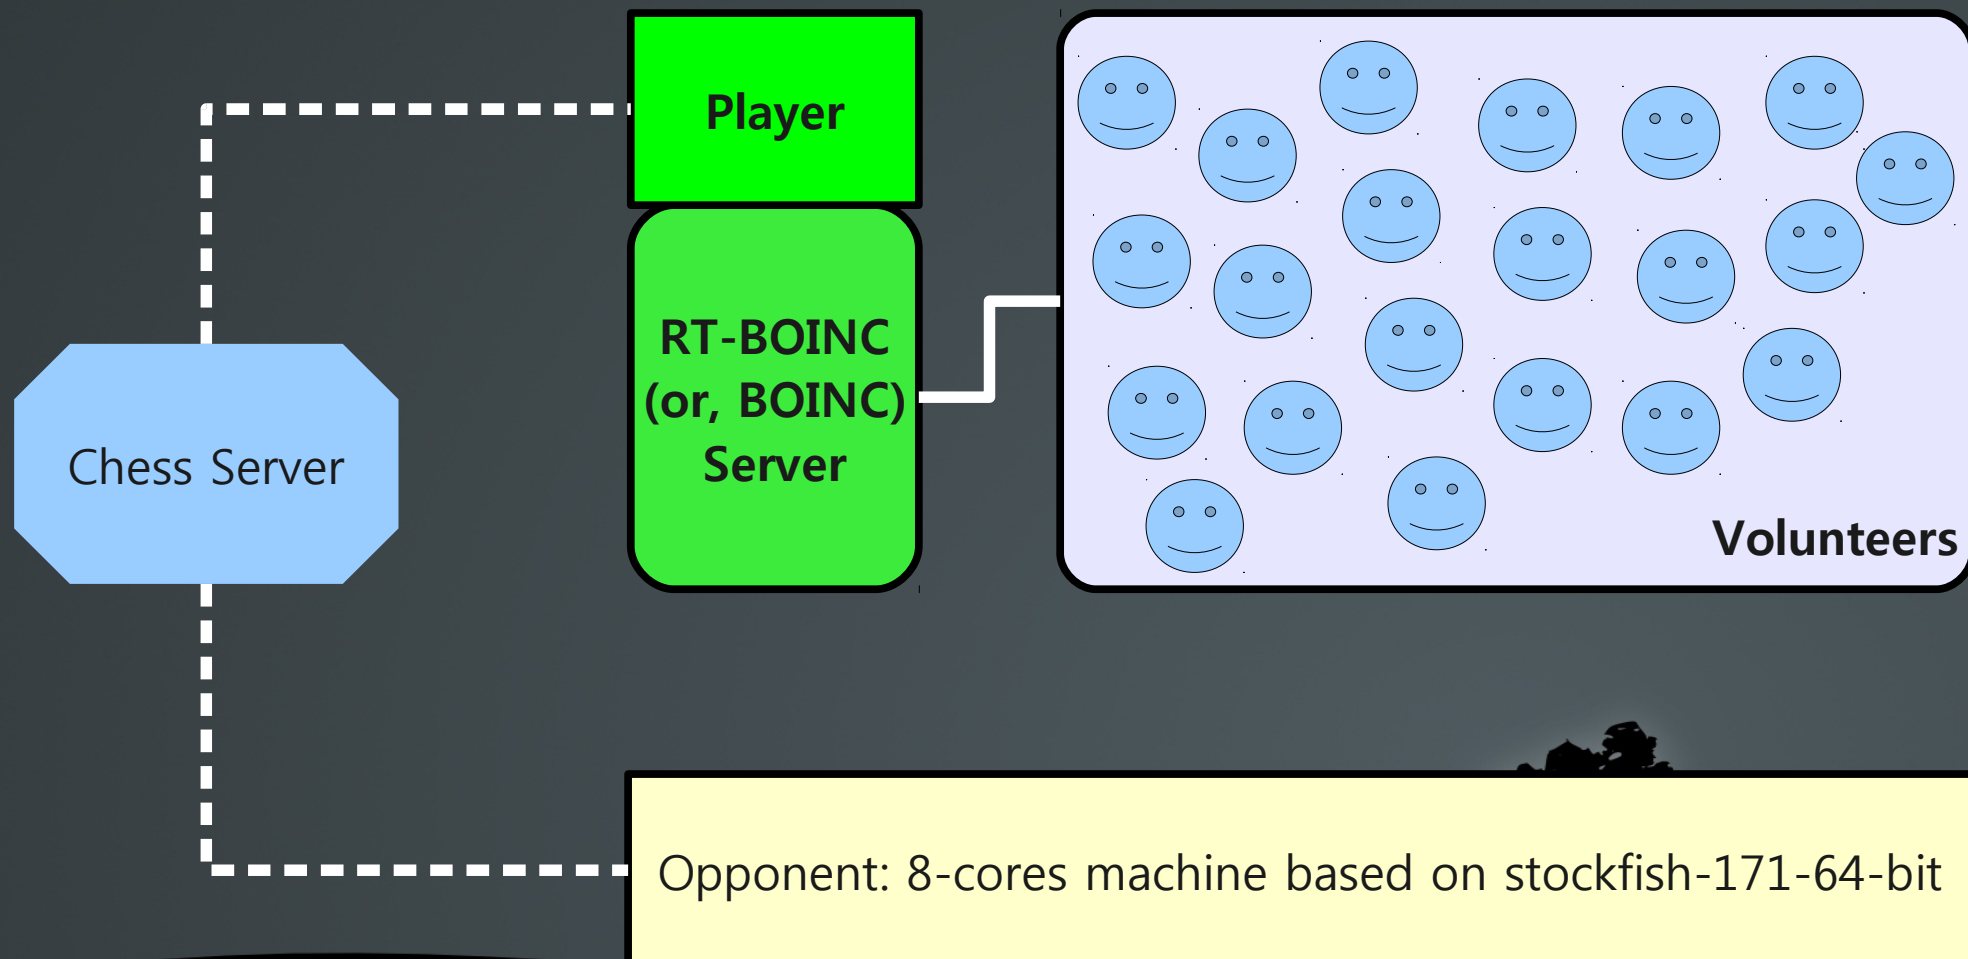 Player
RT-BOINC
(or, BOINC)
Server
Chess Server
Volunteers
Opponent: 8-cores machine based on stockfish-171-64-bit